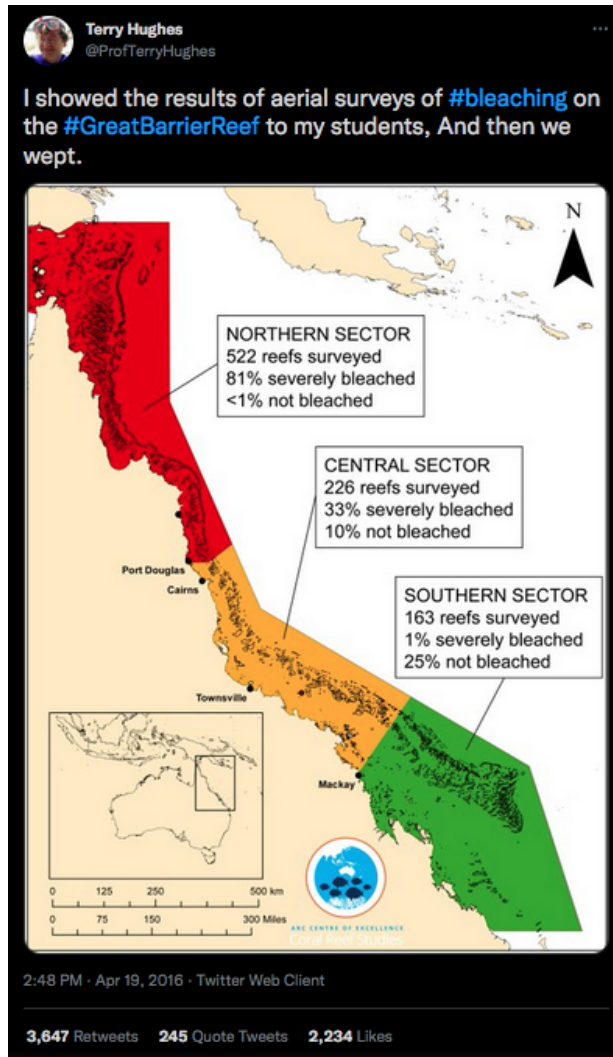 Terry Hughes
@ProfTerryHughes
I showed the results of aerial surveys of #bleaching on
the #GreatBarrierReef to my students, And then we
wept.
N
NORTHERN SECTOR
522 reefs surveyed
81% severely bleached
<1% not bleached
CENTRAL SECTOR
226 reefs surveyed
33% severely bleached
10% not bleached
Port Douglas
Cairns
SOUTHERN SECTOR
163 reefs surveyed
1% severely bleached
25% not bleached
Townsville
Mackay
0 125 250 500 km
0 75 150 300 Miles
ARC CENTRE OF EXCELLENCE
Coral Reef Studies
2:48 PM · Apr 19, 2016 · Twitter Web Client
3,647 Retweets 245 Quote Tweets 2,234 Likes